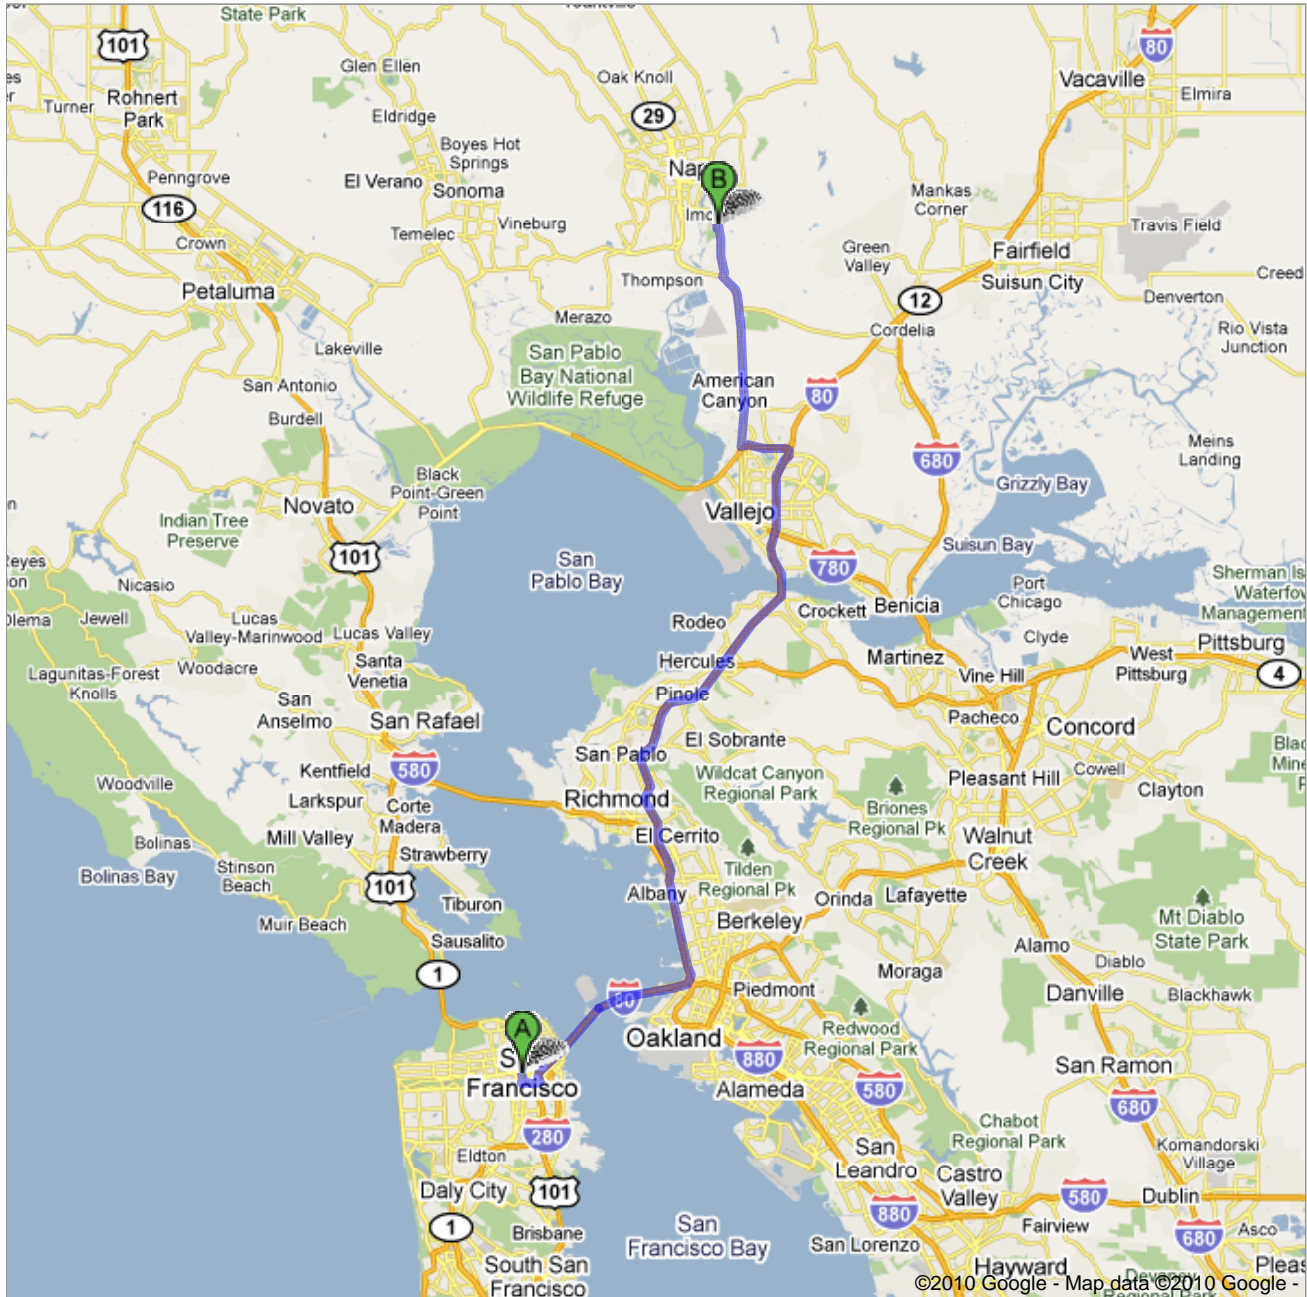 State Park
101
80
Glen Ellen
Oak Knoll
Vacaville
Elmira
Turner
Rohnert
Park
29
Eldridge
Boyes Hot
Springs
Penngrove
El Verano
Sonoma
B
Mankas
Corner
116
Vineburg
Travis Field
Temelec
Crown
Green
Valley
Fairfield
Suisun City
Creed
Petaluma
Thompson
12
Denverton
Merazo
Cordelia
Rio Vista
Junction
Lakeville
San Pablo
Bay National
Wildlife Refuge
San Antonio
American
Canyon
80
Burdell
Meins
Landing
680
Black
Point-Green
Point
Grizzly Bay
Novato
Vallejo
Indian Tree
Preserve
101
San
Pablo Bay
Suisun Bay
780
Nicasio
Port
Chicago
Jewell
Lucas
Valley-Marinwood
Lucas Valley
Rodeo
Crockett
Benicia
Clyde
Pittsburg
Woodacre
Santa
Venetia
Hercules
Martinez
West
Pittsburg
4
Lagunitas-Forest
Knolls
Vine Hill
San
Anselmo
Pinole
Pacheco
Concord
San Rafael
El Sobrante
San Pablo
580
Kentfield
Wildcat Canyon
Regional Park
Pleasant Hill
Cowell
Woodville
Clayton
Larkspur
Corte
Madera
Richmond
Briones
Regional Pk
Mill Valley
El Cerrito
Walnut
Creek
Bolinas
Strawberry
Bolinas Bay
Stinson
Beach
101
Tilden
Regional Pk
Albany
Orinda
Lafayette
Tiburon
Berkeley
Mt Diablo
State Park
Muir Beach
Sausalito
Alamo
Diablo
1
Moraga
Piedmont
Danville
Blackhawk
80
A
Oakland
Redwood
Regional Park
880
San Ramon
Francisco
Alameda
580
680
280
Chabot
Regional Park
Eldton
San
Leandro
Komandorski
Village
Daly City
101
Castro
Valley
580
Dublin
1
880
San
Francisco Bay
Fairview
Asco
Brisbane
San Lorenzo
680
South San
Francisco
Hayward
©2010 Google - Map data ©2010 Google -